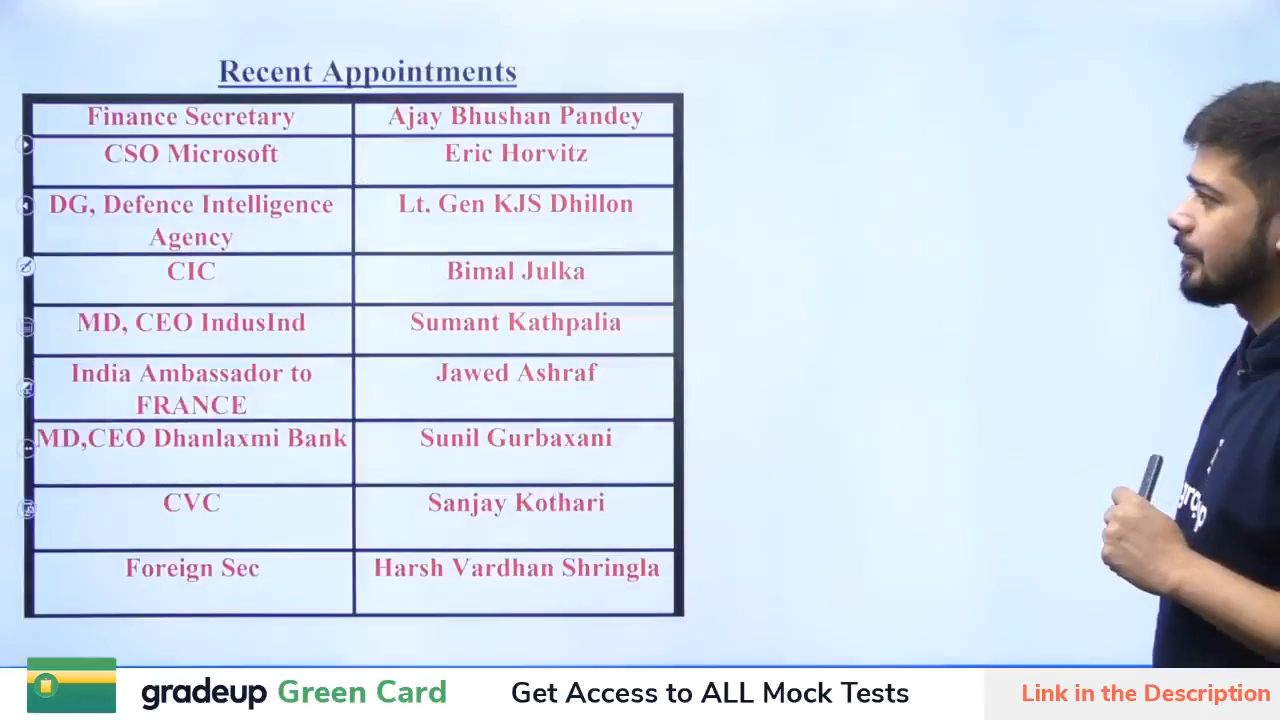 Recent Appointments
Finance Secretary Ajay Bhushan Pandey
CSO Microsoft Eric Horvitz
DG, Defence Intelligence Lt. Gen KJS Dhillon
Agency
CIC Bimal Julka
MD, CEO IndusInd Sumant Kathpalia
India Ambassador to Jawed Ashraf
FRANCE
MD,CEO Dhanlaxmi Bank Sunil Gurbaxani
CVC Sanjay Kothari
Foreign Sec Harsh Vardhan Shringla
gradeup Green Card Get Access to ALL Mock Tests Link in the Description